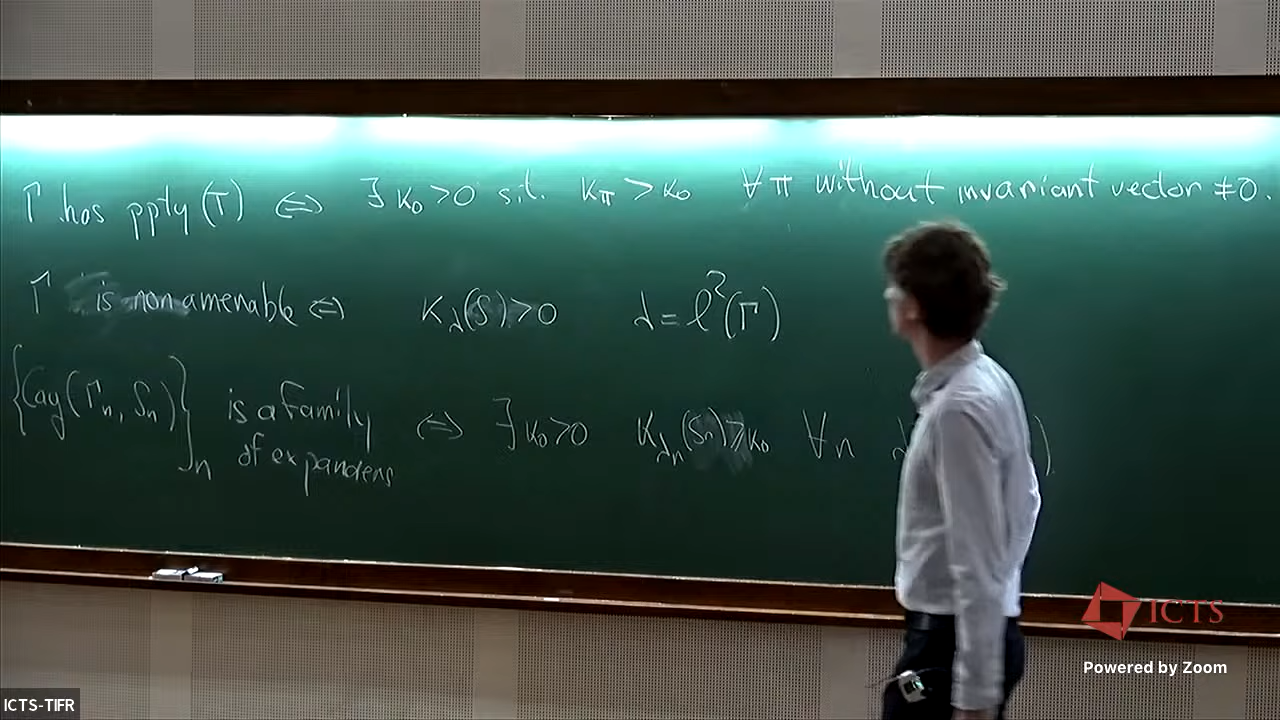 Γ has ppty (T) ⇔ ∃ κ₀ > 0 s.t. κ_π > κ₀ ∀ π without invariant vector ≠ 0.
Γ is non amenable ⇔ κ_λ(S) > 0 λ = ℓ²(Γ)
{Cay(Γₙ, Sₙ)}ₙ is a family of expanders ⇔ ∃ κ₀ > 0 κ_λₙ(Sₙ) ≥ κ₀ ∀n )
ICTS
Powered by Zoom
ICTS-TIFR